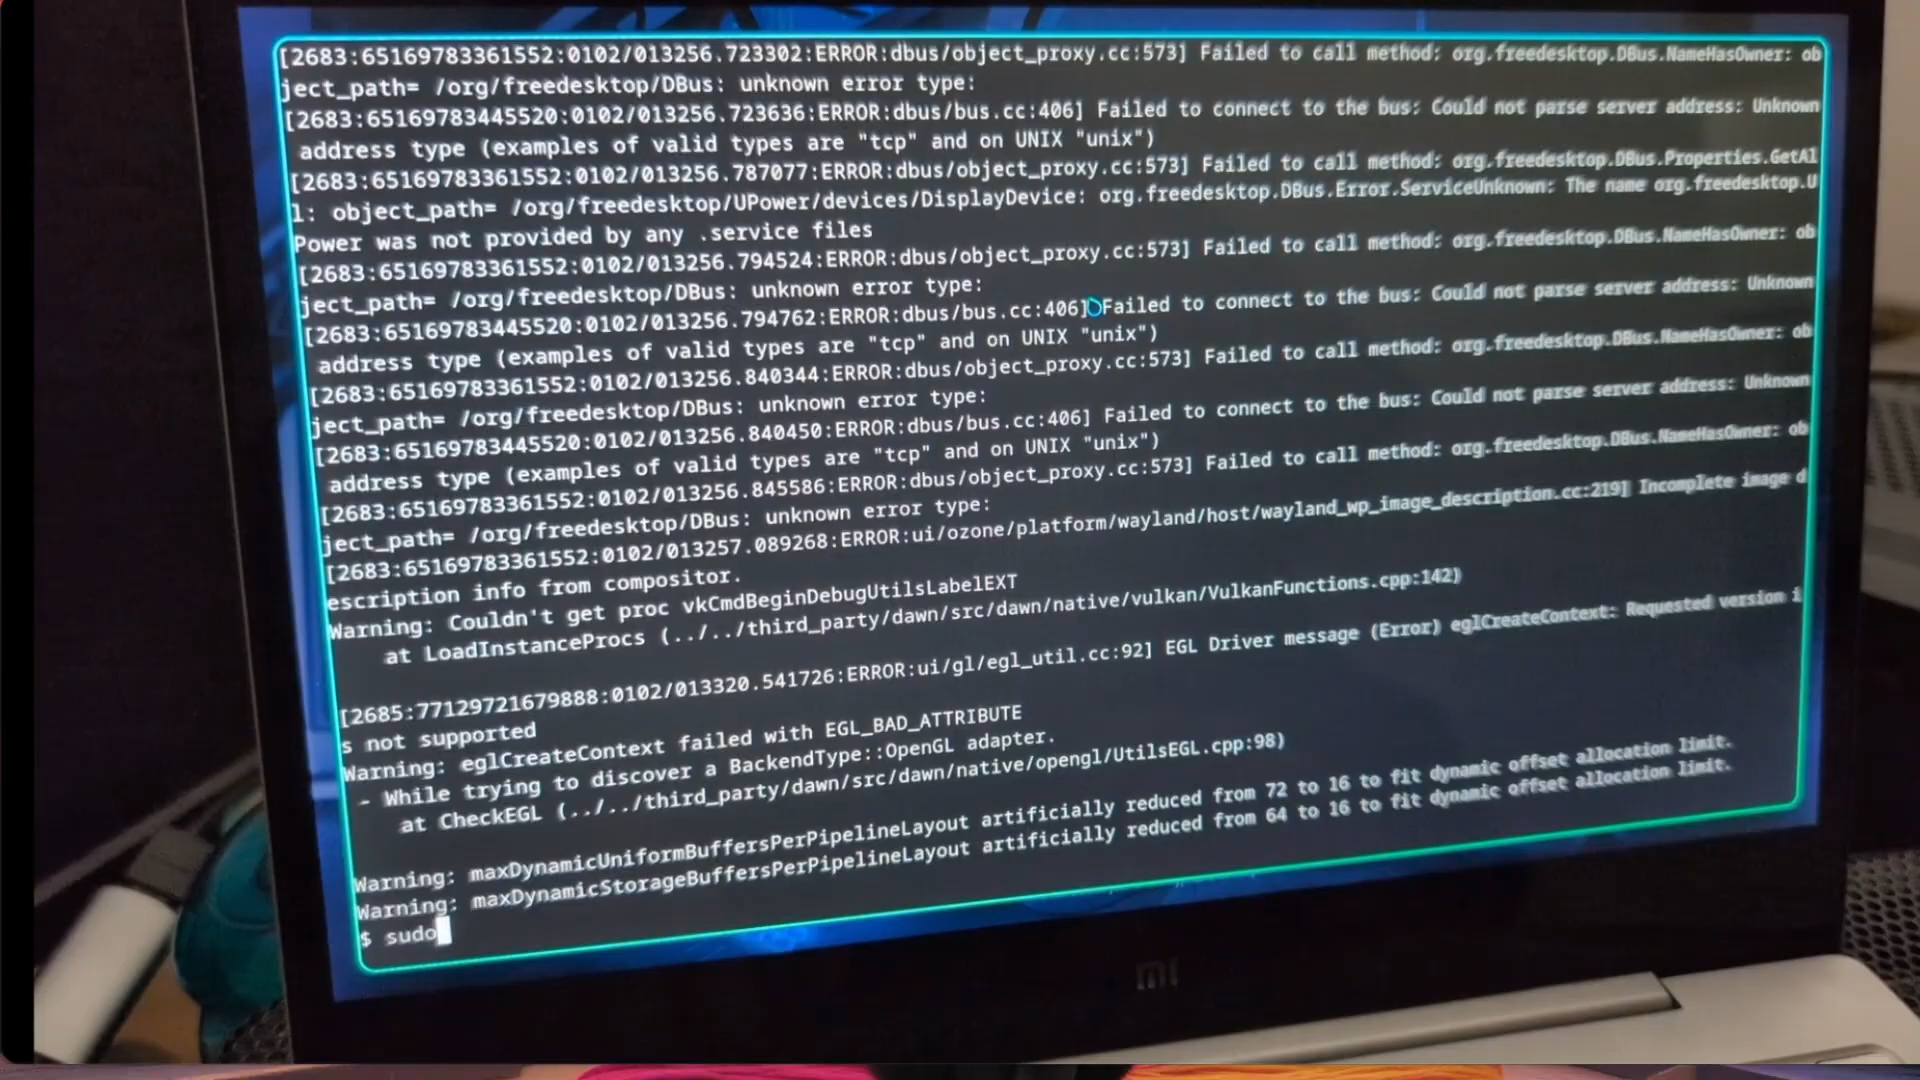 [2683:65169783361552:0102/013256.723302:ERROR:dbus/object_proxy.cc:573] Failed to call method: org.freedesktop.DBus.NameHasOwner: ob
ject_path= /org/freedesktop/DBus: unknown error type:
[2683:65169783445520:0102/013256.723636:ERROR:dbus/bus.cc:406] Failed to connect to the bus: Could not parse server address: Unknown
address type (examples of valid types are "tcp" and on UNIX "unix")
[2683:65169783361552:0102/013256.787077:ERROR:dbus/object_proxy.cc:573] Failed to call method: org.freedesktop.DBus.Properties.GetAl
l: object_path= /org/freedesktop/UPower/devices/DisplayDevice: org.freedesktop.DBus.Error.ServiceUnknown: The name org.freedesktop.U
Power was not provided by any .service files
[2683:65169783361552:0102/013256.794524:ERROR:dbus/object_proxy.cc:573] Failed to call method: org.freedesktop.DBus.NameHasOwner: ob
ject_path= /org/freedesktop/DBus: unknown error type:
[2683:65169783445520:0102/013256.794762:ERROR:dbus/bus.cc:406] Failed to connect to the bus: Could not parse server address: Unknown
address type (examples of valid types are "tcp" and on UNIX "unix")
[2683:65169783361552:0102/013256.840344:ERROR:dbus/object_proxy.cc:573] Failed to call method: org.freedesktop.DBus.NameHasOwner: ob
ject_path= /org/freedesktop/DBus: unknown error type:
[2683:65169783445520:0102/013256.840450:ERROR:dbus/bus.cc:406] Failed to connect to the bus: Could not parse server address: Unknown
address type (examples of valid types are "tcp" and on UNIX "unix")
[2683:65169783361552:0102/013256.845586:ERROR:dbus/object_proxy.cc:573] Failed to call method: org.freedesktop.DBus.NameHasOwner: ob
ject_path= /org/freedesktop/DBus: unknown error type:
[2683:65169783361552:0102/013257.089268:ERROR:ui/ozone/platform/wayland/host/wayland_wp_image_description.cc:219] Incomplete image d
escription info from compositor.
Warning: Couldn't get proc vkCmdBeginDebugUtilsLabelEXT
at LoadInstanceProcs (../../third_party/dawn/src/dawn/native/vulkan/VulkanFunctions.cpp:142)
[2685:77129721679888:0102/013320.541726:ERROR:ui/gl/egl_util.cc:92] EGL Driver message (Error) eglCreateContext: Requested version i
s not supported
Warning: eglCreateContext failed with EGL_BAD_ATTRIBUTE
- While trying to discover a BackendType::OpenGL adapter.
at CheckEGL (../../third_party/dawn/src/dawn/native/opengl/UtilsEGL.cpp:98)
Warning: maxDynamicUniformBuffersPerPipelineLayout artificially reduced from 72 to 16 to fit dynamic offset allocation limit.
Warning: maxDynamicStorageBuffersPerPipelineLayout artificially reduced from 64 to 16 to fit dynamic offset allocation limit.
$ sudo
mi